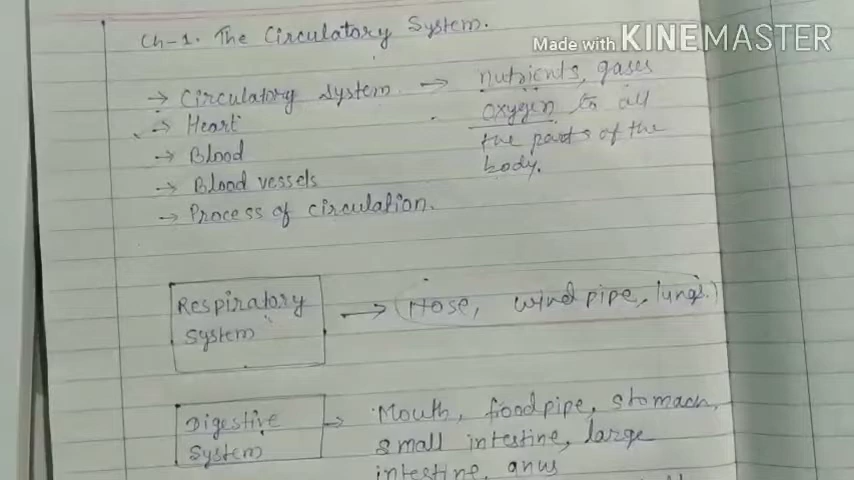 Ch-1. The Circulatory System.
Made with KINEMASTER
→ Circulatory System → nutrients, gases
→ Heart oxygen to all
→ Blood the parts of the
→ Blood vessels body.
→ Process of circulation.
Respiratory → (Nose, wind pipe, lungs.)
System
Digestive → Mouth, foodpipe, stomach,
System small intestine, large
intestine, anus